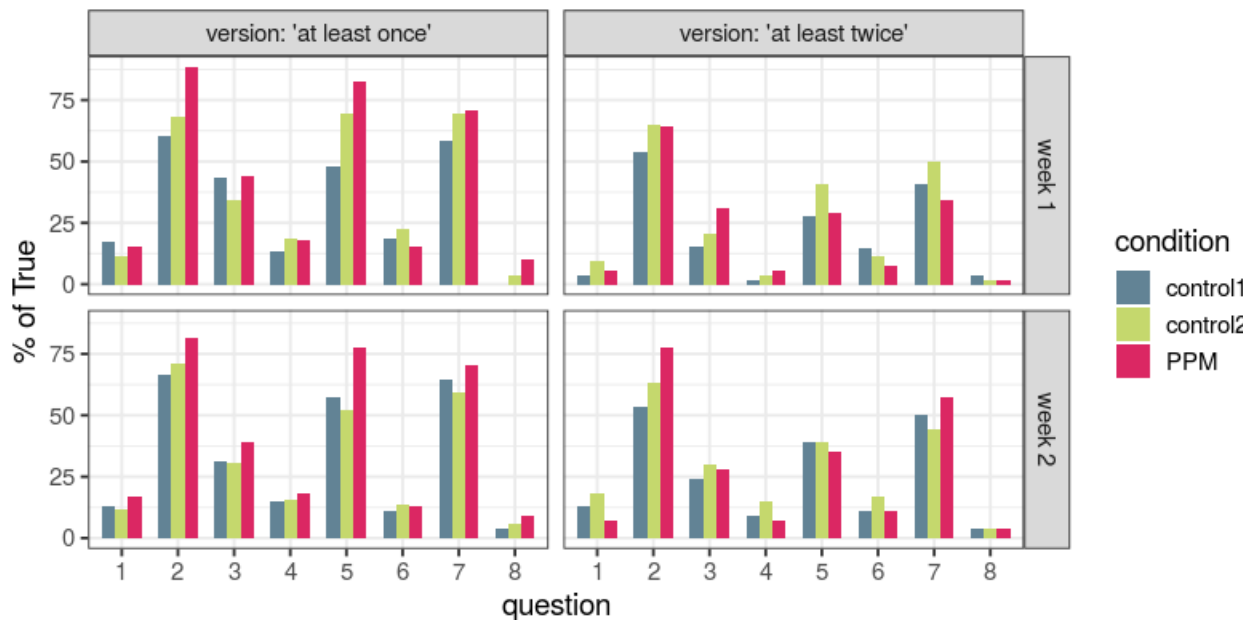 version: 'at least once' version: 'at least twice'
75
50
25
0
week 1
% of True
75
50
25
0
week 2
1 2 3 4 5 6 7 8 1 2 3 4 5 6 7 8
question
condition
control1
control2
PPM